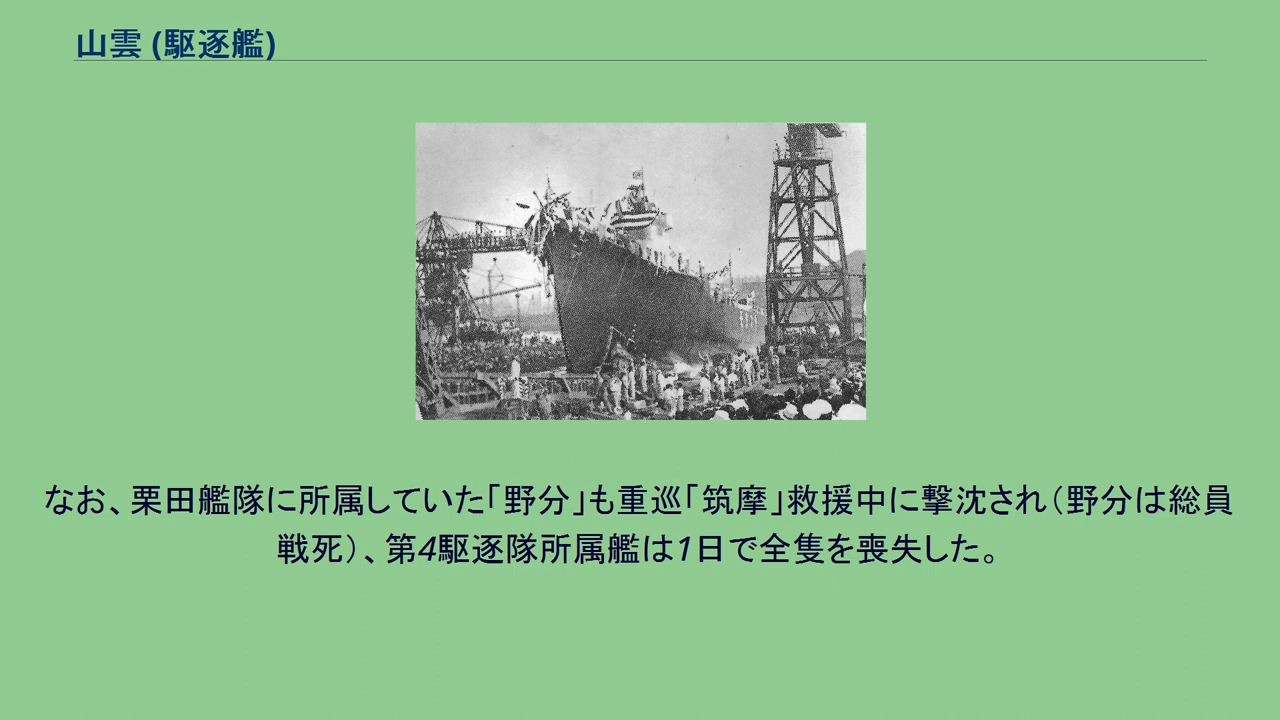 山雲 (駆逐艦)
なお、栗田艦隊に所属していた｢野分｣も重巡｢筑摩｣救援中に撃沈され（野分は総員
戦死）、第4駆逐隊所属艦は1日で全隻を喪失した。